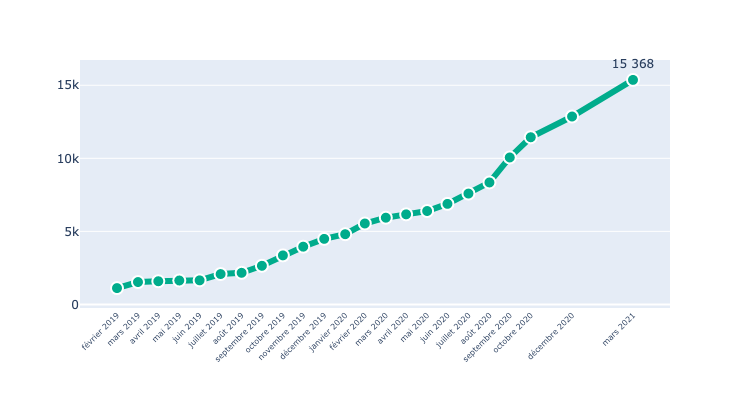 15 368
15k
10k
5k
0
février 2019
mars 2019
avril 2019
mai 2019
juin 2019
juillet 2019
août 2019
septembre 2019
octobre 2019
novembre 2019
décembre 2019
janvier 2020
février 2020
mars 2020
avril 2020
mai 2020
juin 2020
juillet 2020
août 2020
septembre 2020
octobre 2020
décembre 2020
mars 2021